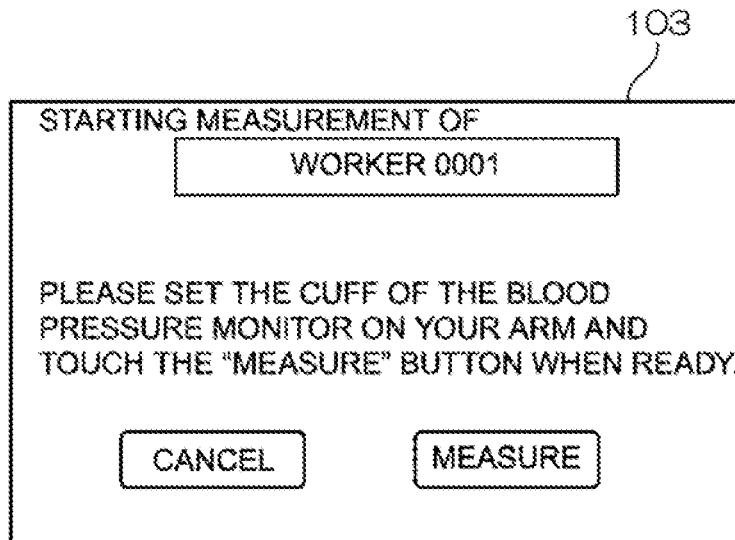 103
STARTING MEASUREMENT OF
WORKER 0001
PLEASE SET THE CUFF OF THE BLOOD
PRESSURE MONITOR ON YOUR ARM AND
TOUCH THE “MEASURE” BUTTON WHEN READY.
CANCEL MEASURE